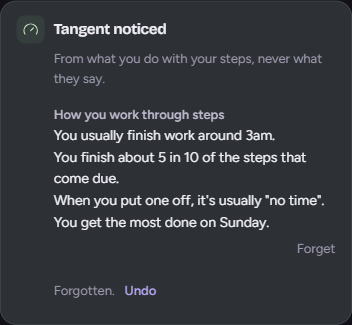 Tangent noticed
From what you do with your steps, never what
they say.
How you work through steps
You usually finish work around 3am.
You finish about 5 in 10 of the steps that
come due.
When you put one off, it's usually "no time".
You get the most done on Sunday.
Forget
Forgotten. Undo